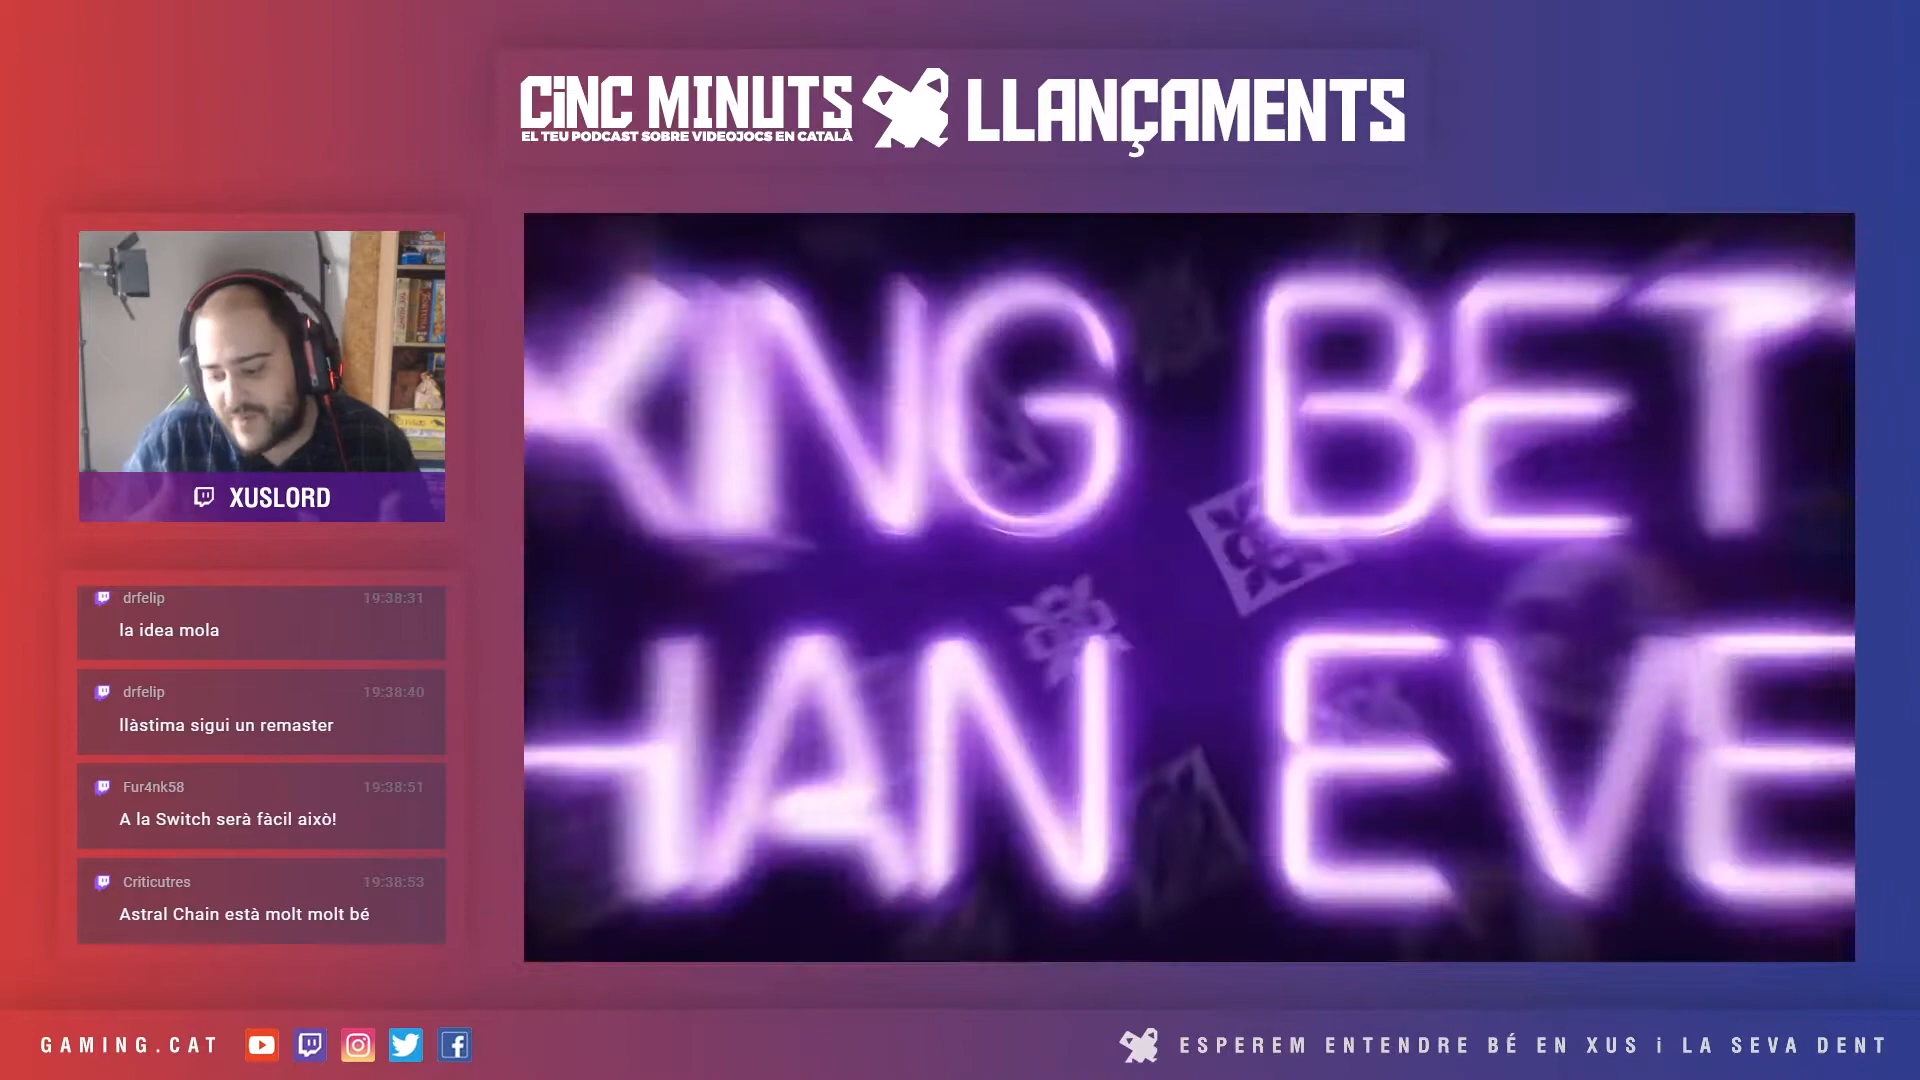 CiNC MINUTS
EL TEU PODCAST SOBRE VIDEOJOCS EN CATALÀ
LLANÇAMENTS
KING BET
HAN EVE
XUSLORD
drfelip 19:38:31
la idea mola
drfelip 19:38:40
llàstima sigui un remaster
Fur4nk58 19:38:51
A la Switch serà fàcil això!
Criticutres 19:38:53
Astral Chain està molt molt bé
GAMING.CAT
ESPEREM ENTENDRE BÉ EN XUS i LA SEVA DENT